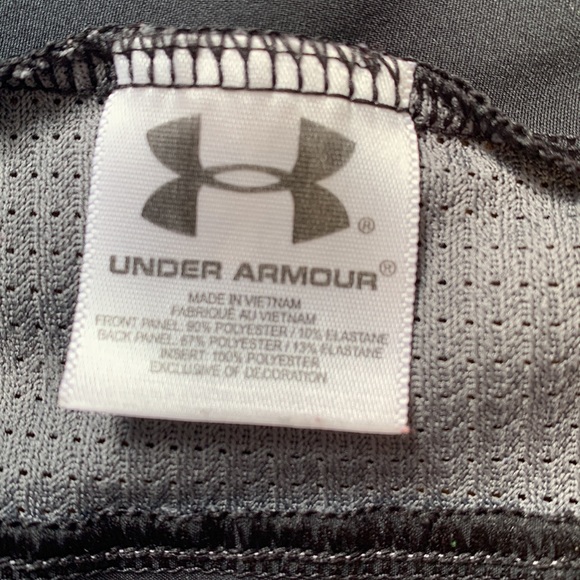 ®
UNDER ARMOUR®
MADE IN VIETNAM
FABRIQUÉ AU VIETNAM
FRONT PANEL: 90% POLYESTER / 10% ELASTANE
BACK PANEL: 87% POLYESTER / 13% ELASTANE
INSERT: 100% POLYESTER
EXCLUSIVE OF DECORATION